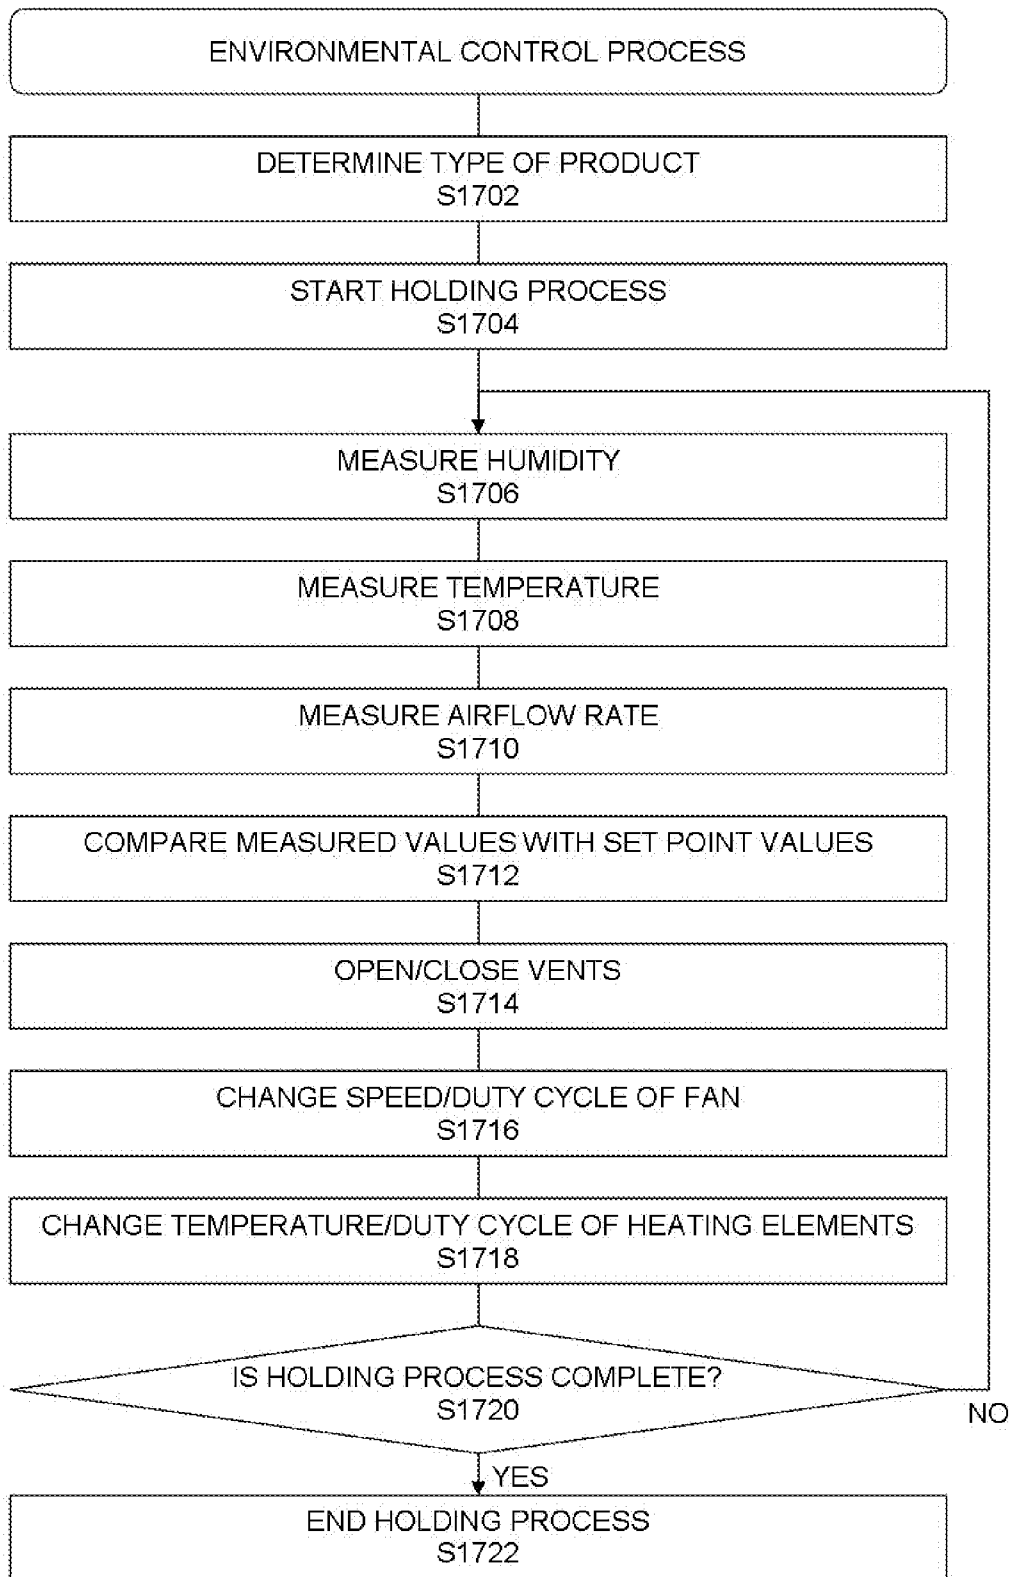 ENVIRONMENTAL CONTROL PROCESS
DETERMINE TYPE OF PRODUCT
S1702
START HOLDING PROCESS
S1704
MEASURE HUMIDITY
S1706
MEASURE TEMPERATURE
S1708
MEASURE AIRFLOW RATE
S1710
COMPARE MEASURED VALUES WITH SET POINT VALUES
S1712
OPEN/CLOSE VENTS
S1714
CHANGE SPEED/DUTY CYCLE OF FAN
S1716
CHANGE TEMPERATURE/DUTY CYCLE OF HEATING ELEMENTS
S1718
IS HOLDING PROCESS COMPLETE?
S1720
NO
YES
END HOLDING PROCESS
S1722